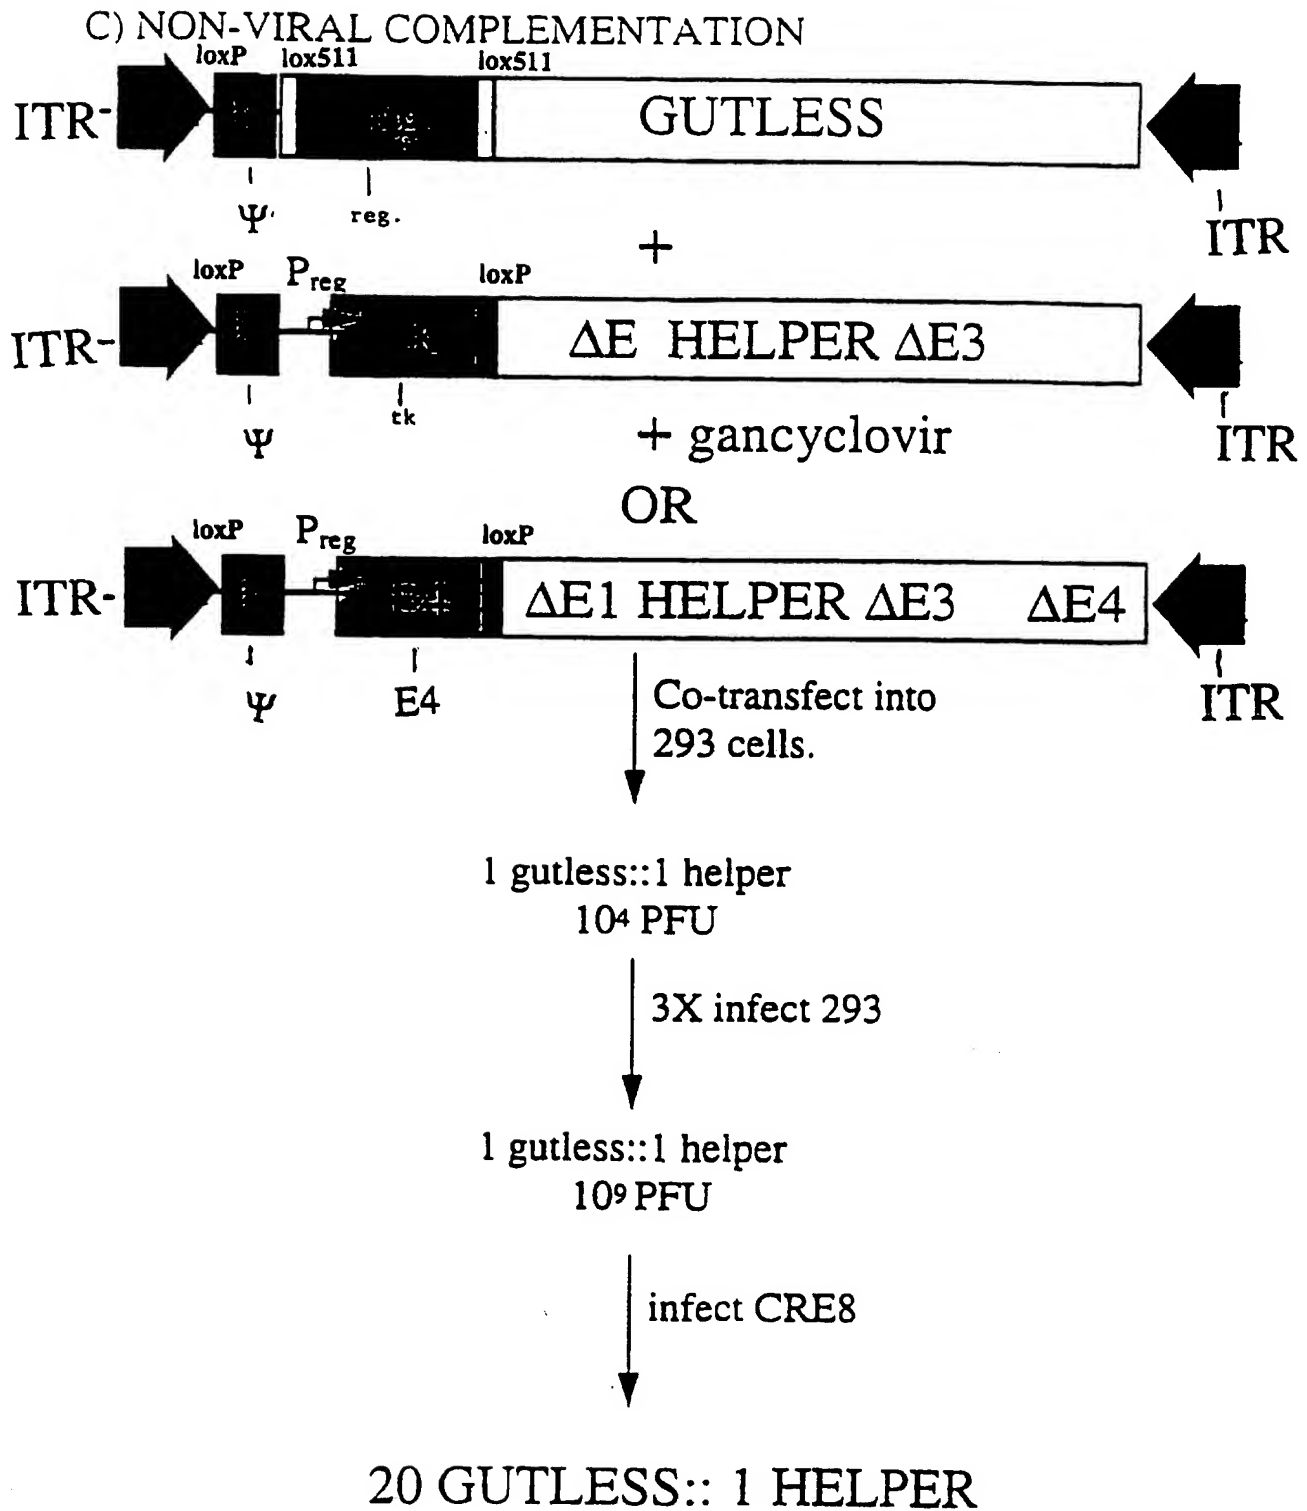 C) NON-VIRAL COMPLEMENTATION
loxP lox511 lox511
ITR- GUTLESS
Ψ reg. ITR
+
loxP Preg loxP
ITR- ΔE HELPER ΔE3
Ψ tk ITR
+ gancyclovir
OR
loxP Preg loxP
ITR- ΔE1 HELPER ΔE3 ΔE4
Ψ E4 ITR
Co-transfect into
293 cells.
1 gutless::1 helper
10⁴ PFU
3X infect 293
1 gutless::1 helper
10⁹ PFU
infect CRE8
20 GUTLESS:: 1 HELPER